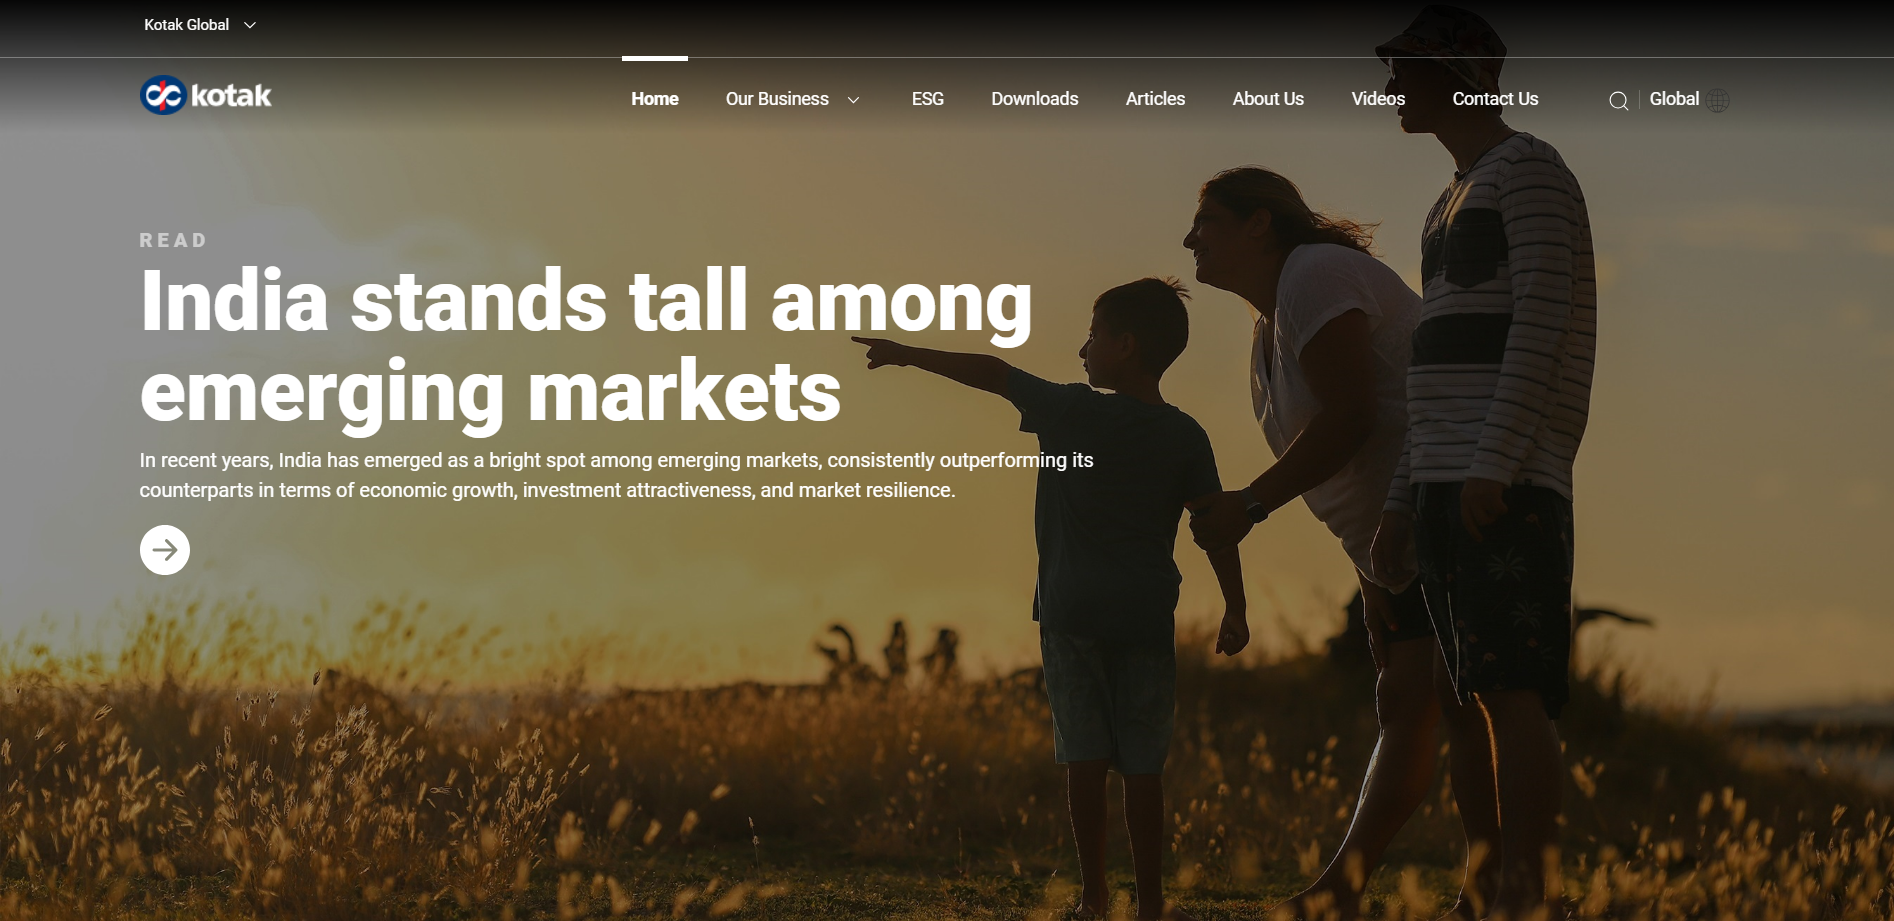 Kotak Global
kotak
Home Our Business ESG Downloads Articles About Us Videos Contact Us Global
READ
India stands tall among
emerging markets
In recent years, India has emerged as a bright spot among emerging markets, consistently outperforming its
counterparts in terms of economic growth, investment attractiveness, and market resilience.